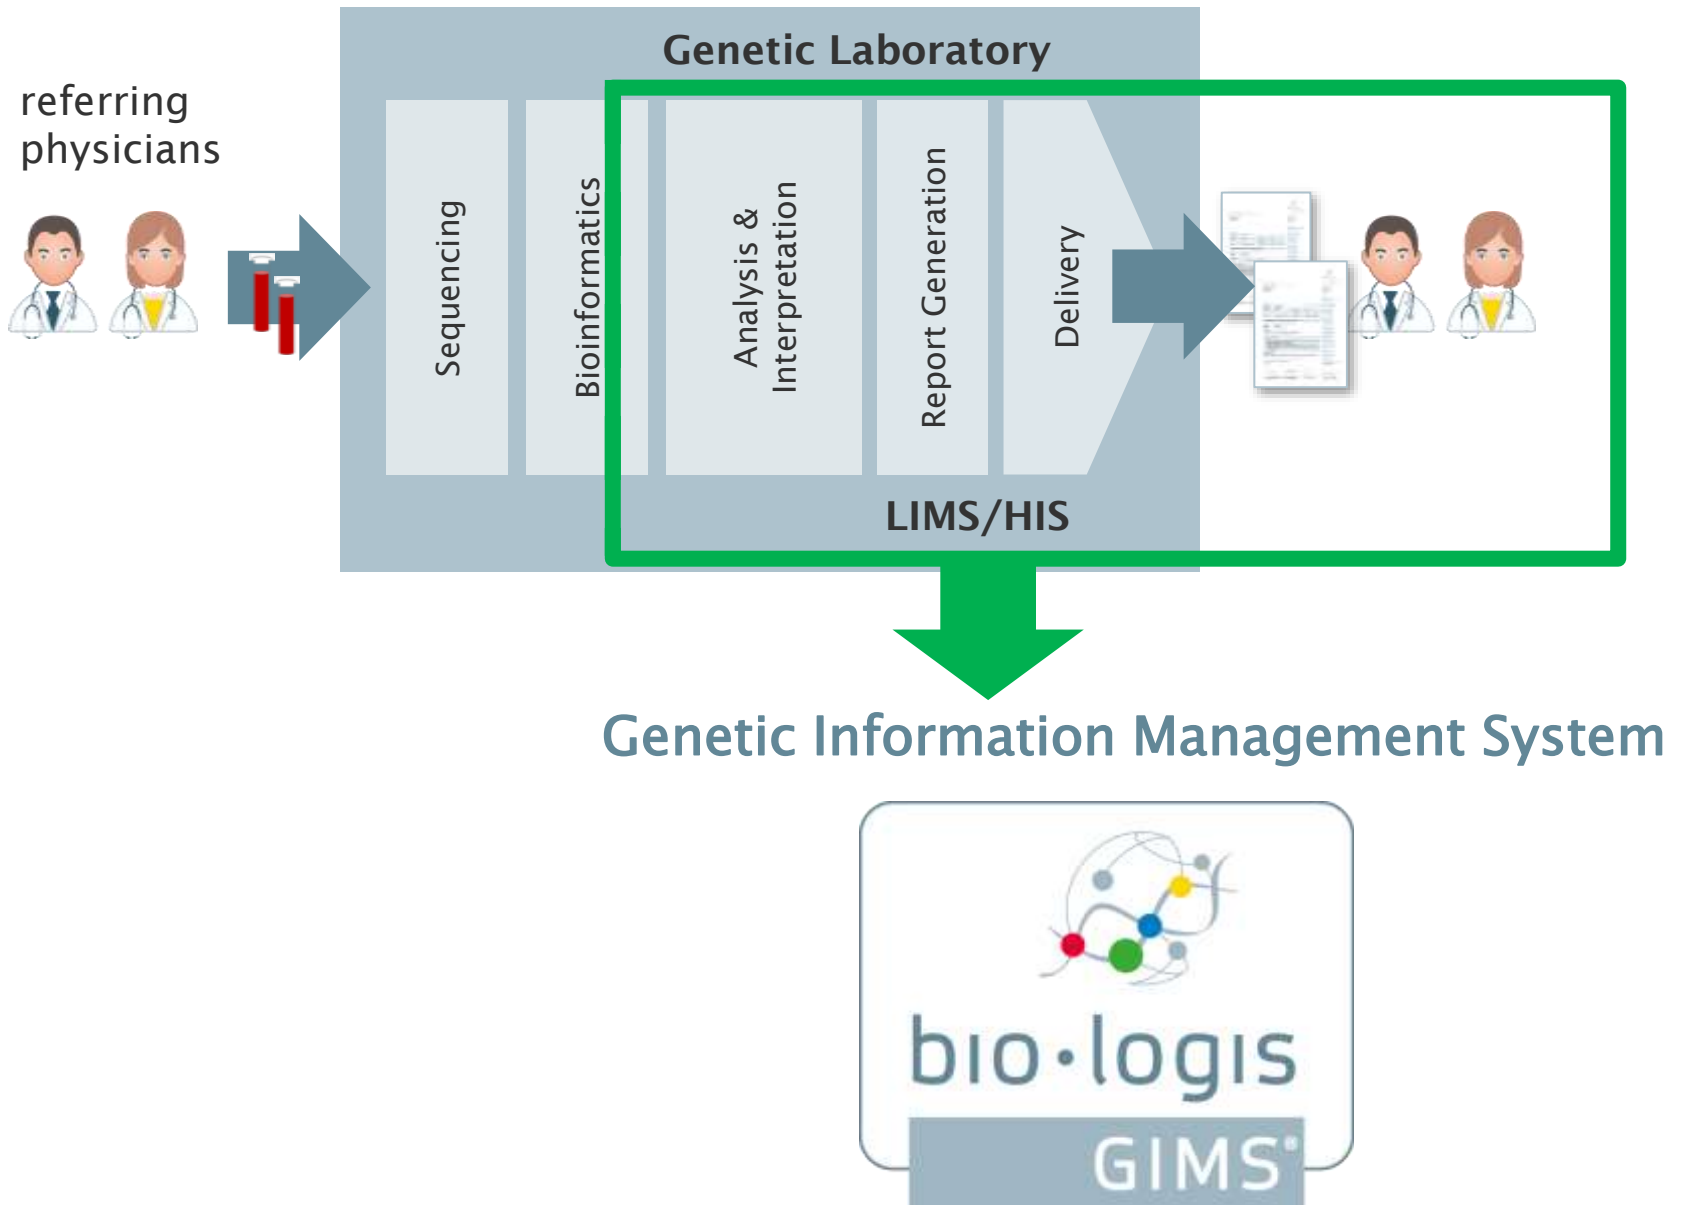 Genetic Laboratory
referring
physicians
Sequencing
Bioinformatics
Analysis &
Interpretation
Report Generation
Delivery
LIMS/HIS
Genetic Information Management System
bio·logis
GIMS®